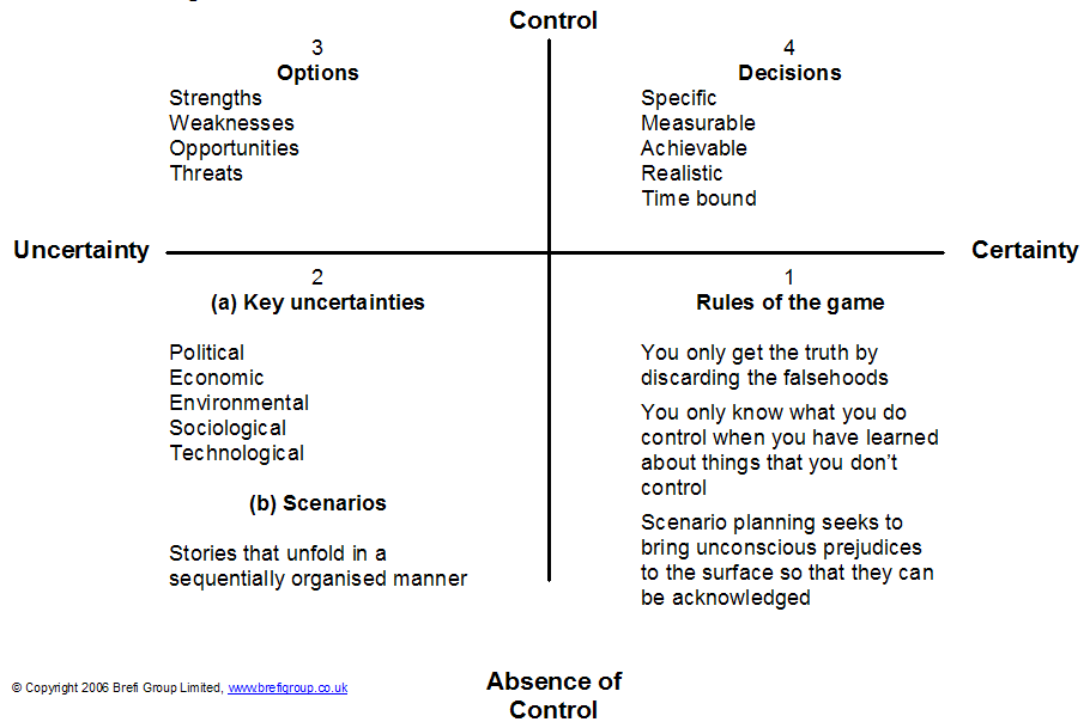 Control
3
Options
Strengths
Weaknesses
Opportunities
Threats
4
Decisions
Specific
Measurable
Achievable
Realistic
Time bound
Uncertainty
Certainty
2
(a) Key uncertainties
Political
Economic
Environmental
Sociological
Technological
(b) Scenarios
Stories that unfold in a
sequentially organised manner
1
Rules of the game
You only get the truth by
discarding the falsehoods
You only know what you do
control when you have learned
about things that you don’t
control
Scenario planning seeks to
bring unconscious prejudices
to the surface so that they can
be acknowledged
Absence of
Control
© Copyright 2006 Brefi Group Limited, www.brefigroup.co.uk